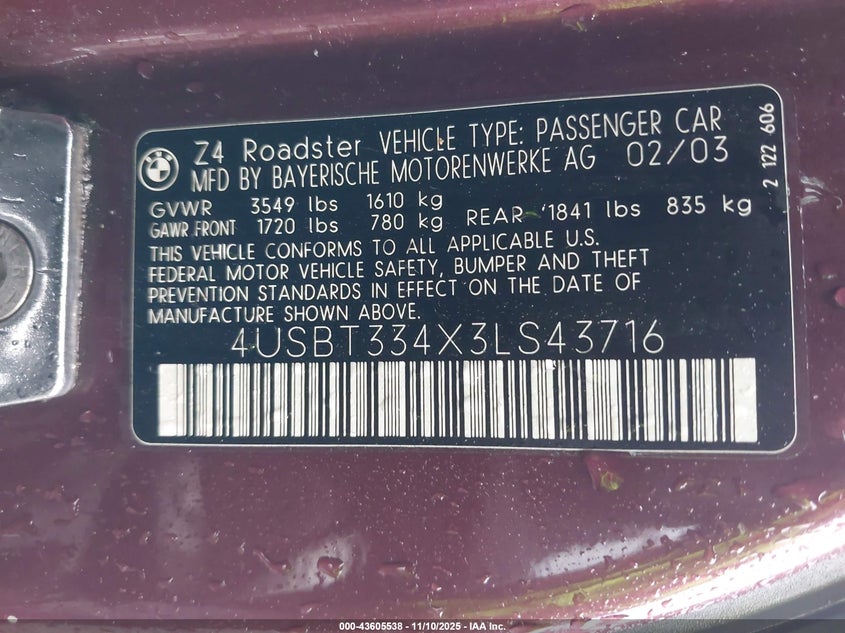 BMW
Z4 Roadster VEHICLE TYPE: PASSENGER CAR
MFD BY BAYERISCHE MOTORENWERKE AG 02/03
2 122 606
GVWR 3549 lbs 1610 kg
GAWR FRONT 1720 lbs 780 kg REAR 1841 lbs 835 kg
THIS VEHICLE CONFORMS TO ALL APPLICABLE U.S.
FEDERAL MOTOR VEHICLE SAFETY, BUMPER AND THEFT
PREVENTION STANDARDS IN EFFECT ON THE DATE OF
MANUFACTURE SHOWN ABOVE.
4USBT334X3LS43716
000-43605538 - 11/10/2025 - IAA Inc.